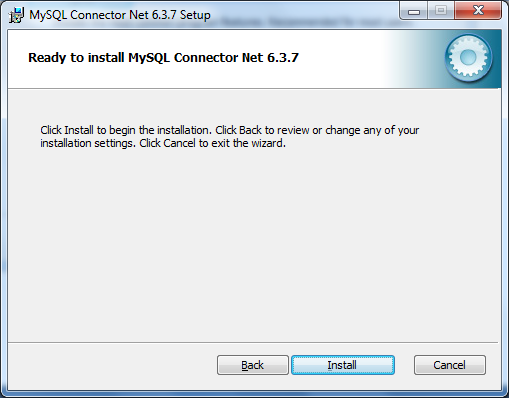 MySQL Connector Net 6.3.7 Setup
Ready to install MySQL Connector Net 6.3.7
Click Install to begin the installation. Click Back to review or change any of your
installation settings. Click Cancel to exit the wizard.
Back
Install
Cancel